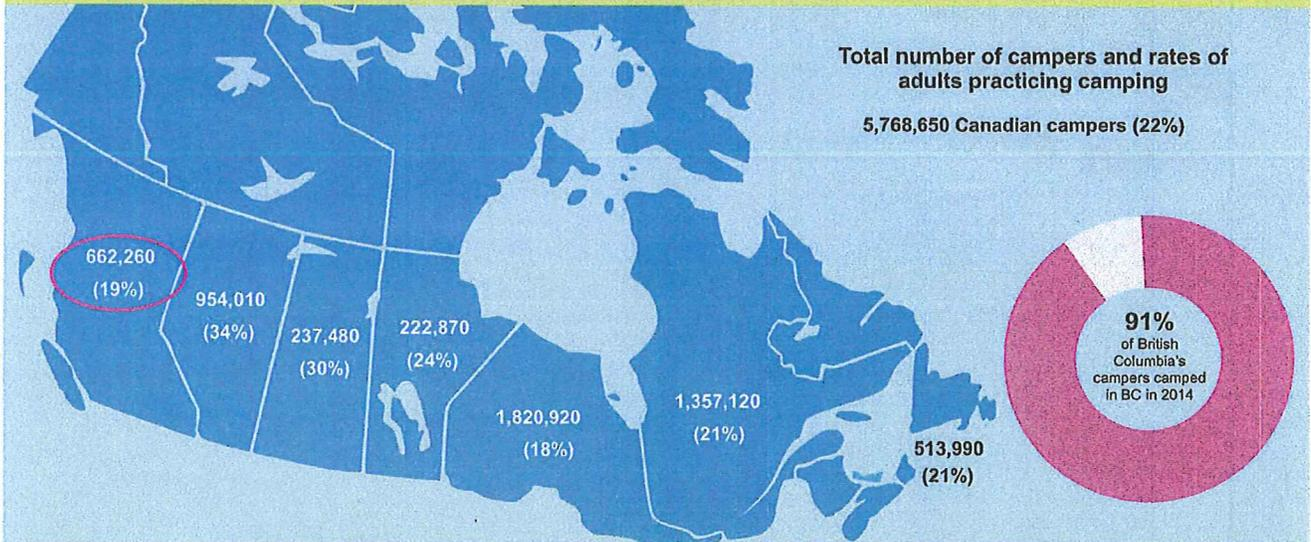 Total number of campers and rates of
adults practicing camping
5,768,650 Canadian campers (22%)
662,260
(19%)
954,010
(34%)
237,480
(30%)
222,870
(24%)
1,820,920
(18%)
1,357,120
(21%)
513,990
(21%)
91%
of British
Columbia's
campers camped
in BC in 2014